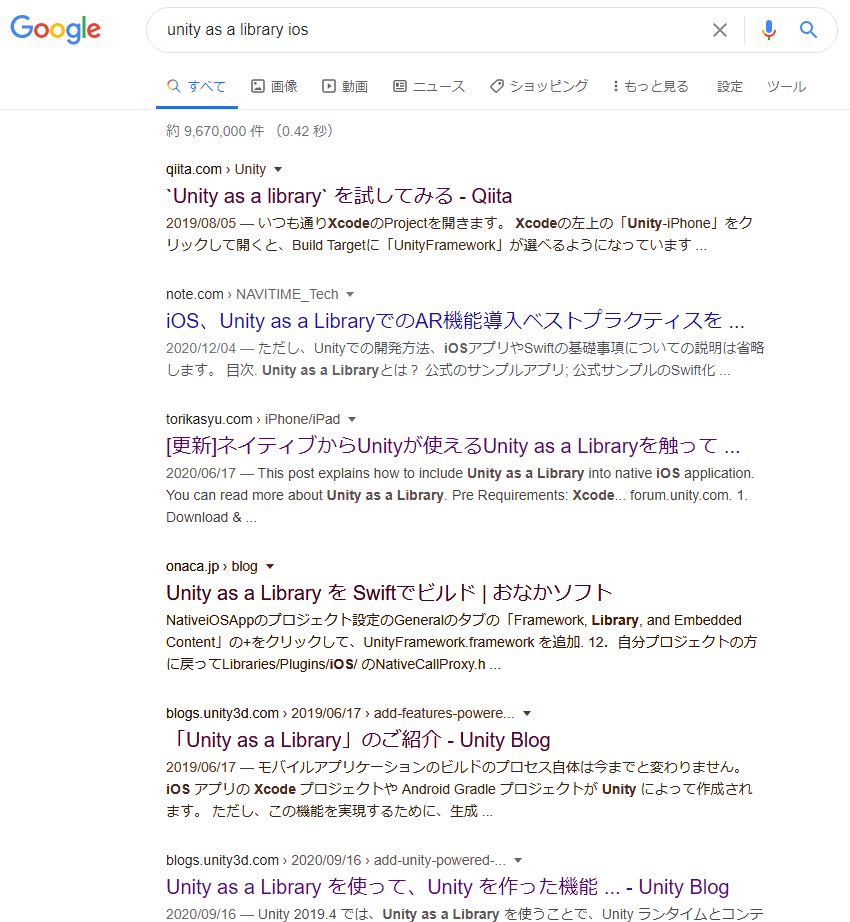 Google
unity as a library ios
すべて 画像 動画 ニュース ショッピング もっと見る 設定 ツール
約 9,670,000 件 （0.42 秒）
qiita.com › Unity
`Unity as a library` を試してみる - Qiita
2019/08/05 — いつも通りXcodeのProjectを開きます。 Xcodeの左上の「Unity-iPhone」をク
リックして開くと、Build Targetに「UnityFramework」が選べるようになっています ...
note.com › NAVITIME_Tech
iOS、Unity as a LibraryでのAR機能導入ベストプラクティスを ...
2020/12/04 — ただし、Unityでの開発方法、iOSアプリやSwiftの基礎事項についての説明は省略
します。 目次. Unity as a Libraryとは？ 公式のサンプルアプリ; 公式サンプルのSwift化 ...
torikasyu.com › iPhone/iPad
[更新]ネイティブからUnityが使えるUnity as a Libraryを触って ...
2020/06/17 — This post explains how to include Unity as a Library into native iOS application.
You can read more about Unity as a Library. Pre Requirements: Xcode... forum.unity.com. 1.
Download & ...
onaca.jp › blog
Unity as a Library を Swiftでビルド | おなかソフト
NativeiOSAppのプロジェクト設定のGeneralのタブの「Framework, Library, and Embedded
Content」の+をクリックして、UnityFramework.framework を追加. 12．自分プロジェクトの方
に戻ってLibraries/Plugins/iOS/ のNativeCallProxy.h ...
blogs.unity3d.com › 2019/06/17 › add-features-powere...
「Unity as a Library」のご紹介 - Unity Blog
2019/06/17 — モバイルアプリケーションのビルドのプロセス自体は今までと変わりません。
iOS アプリの Xcode プロジェクトや Android Gradle プロジェクトが Unity によって作成され
ます。 ただし、この機能を実現するために、生成 ...
blogs.unity3d.com › 2020/09/16 › add-unity-powered-...
Unity as a Library を使って、Unity を作った機能 ... - Unity Blog
2020/09/16 — Unity 2019.4 では、Unity as a Library を使うことで、Unity ランタイムとコンテ